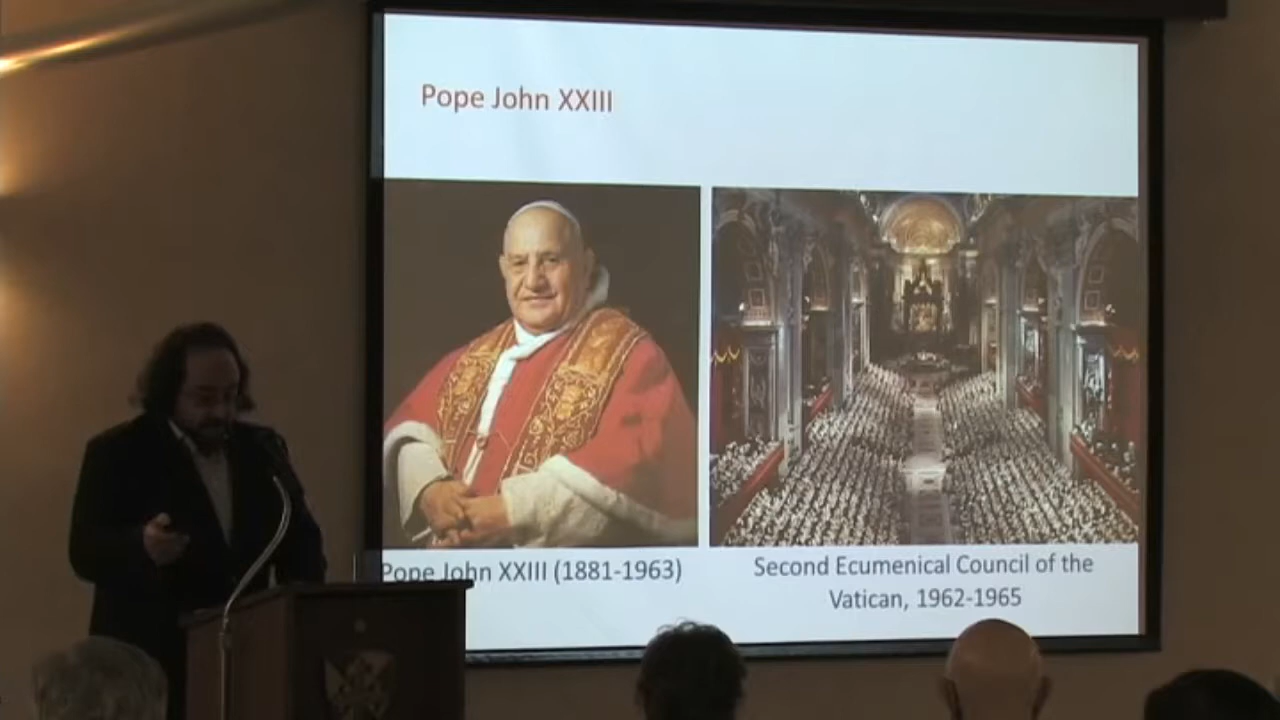 Pope John XXIII
Pope John XXIII (1881-1963)
Second Ecumenical Council of the
Vatican, 1962-1965